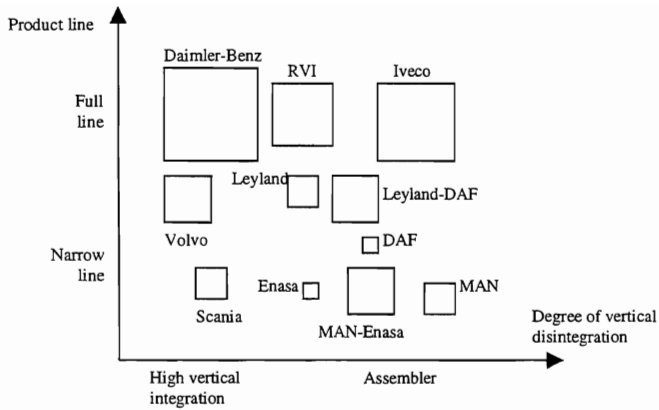 Product line
Daimler-Benz
RVI
Iveco
Full
line
Leyland
Leyland-DAF
Volvo
DAF
Narrow
line
Enasa
MAN
Scania
MAN-Enasa
Degree of vertical
disintegration
High vertical
integration
Assembler